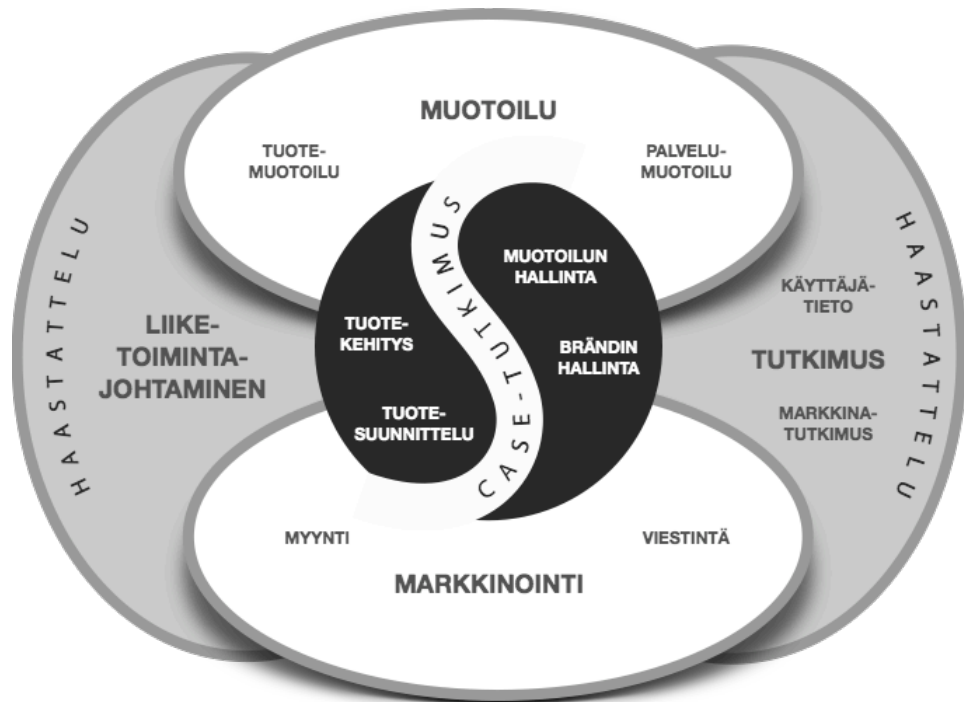 MUOTOILU
TUOTE-
MUOTOILU
PALVELU-
MUOTOILU
HAASTATTELU
LIIKE-
TOIMINTA-
JOHTAMINEN
CASE-TUTKIMUS
TUOTE-
KEHITYS
TUOTE-
SUUNNITTELU
MUOTOILUN
HALLINTA
BRÄNDIN
HALLINTA
KÄYTTÄJÄ-
TIETO
TUTKIMUS
MARKKINA-
TUTKIMUS
HAASTATTELU
MYYNTI
VIESTINTÄ
MARKKINOINTI